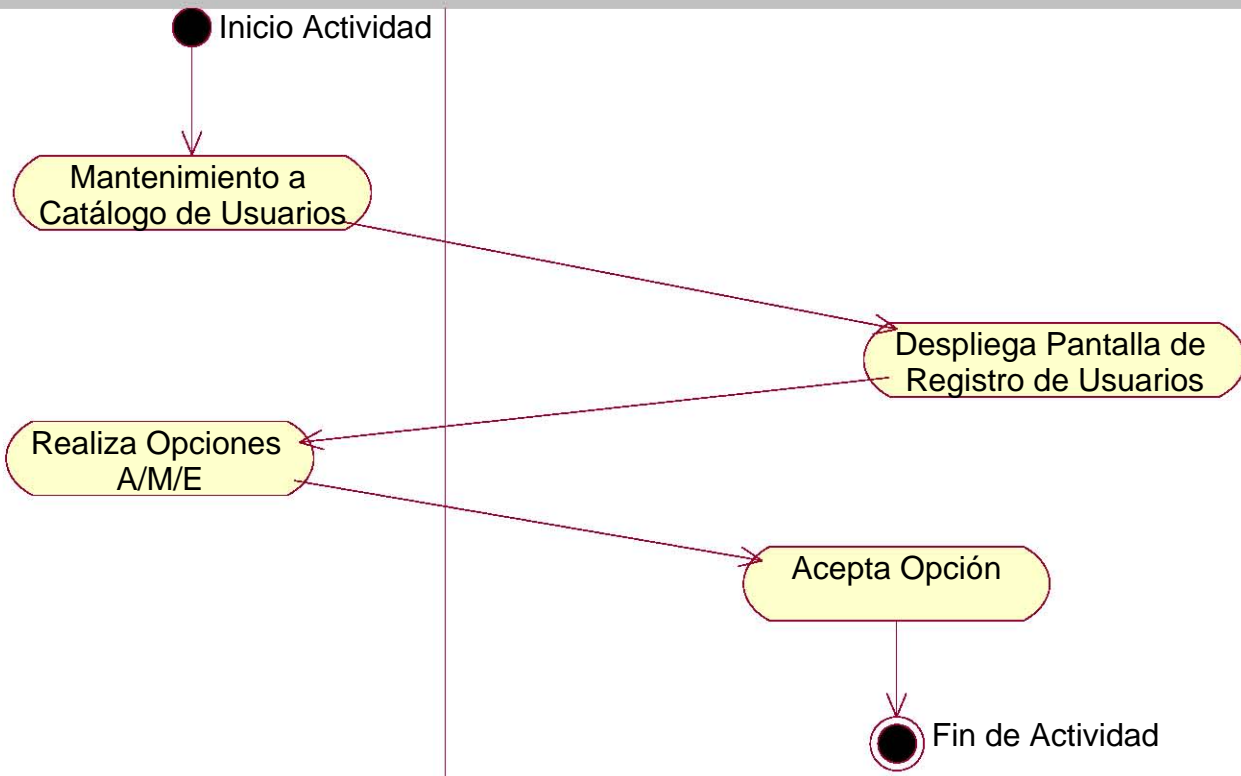 Inicio Actividad
Mantenimiento a
Catálogo de Usuarios
Despliega Pantalla de
Registro de Usuarios
Realiza Opciones
A/M/E
Acepta Opción
Fin de Actividad